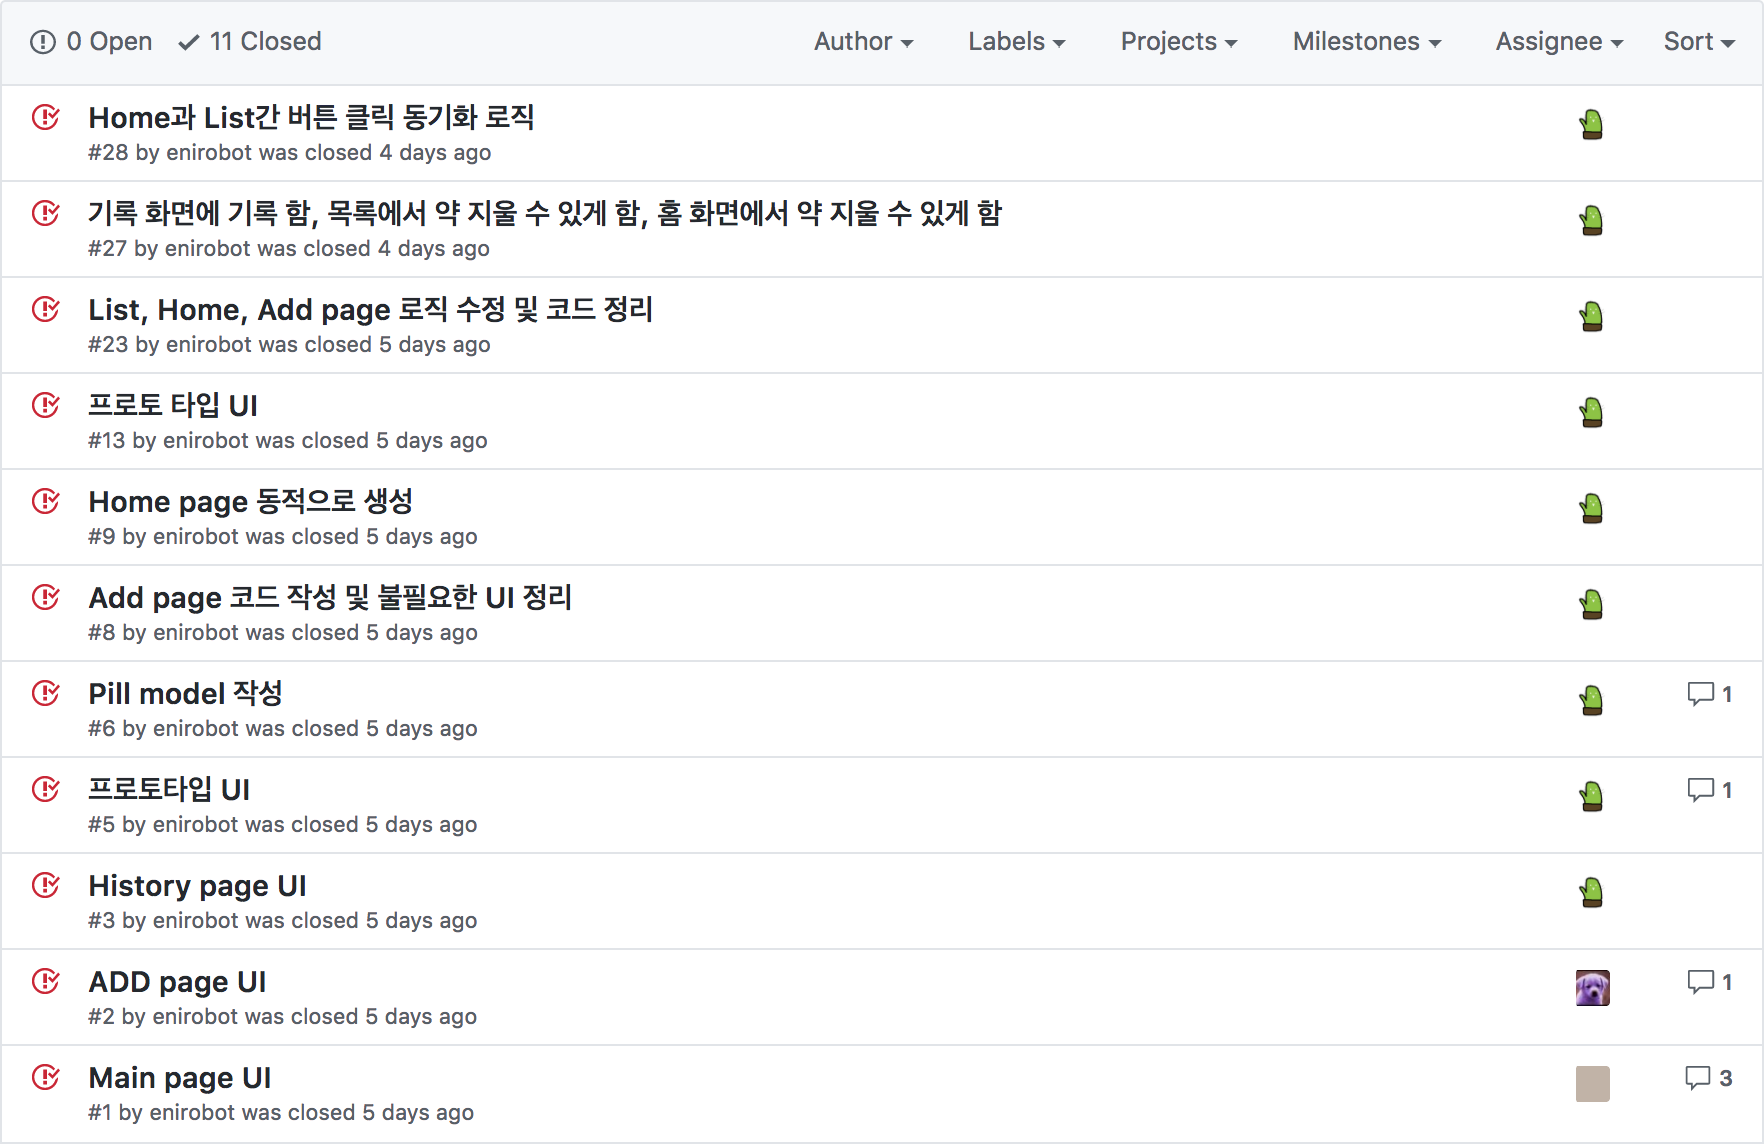 0 Open 11 Closed Author Labels Projects Milestones Assignee Sort
Home과 List간 버튼 클릭 동기화 로직
#28 by enirobot was closed 4 days ago
기록 화면에 기록 함, 목록에서 약 지울 수 있게 함, 홈 화면에서 약 지울 수 있게 함
#27 by enirobot was closed 4 days ago
List, Home, Add page 로직 수정 및 코드 정리
#23 by enirobot was closed 5 days ago
프로토 타입 UI
#13 by enirobot was closed 5 days ago
Home page 동적으로 생성
#9 by enirobot was closed 5 days ago
Add page 코드 작성 및 불필요한 UI 정리
#8 by enirobot was closed 5 days ago
Pill model 작성 1
#6 by enirobot was closed 5 days ago
프로토타입 UI 1
#5 by enirobot was closed 5 days ago
History page UI
#3 by enirobot was closed 5 days ago
ADD page UI 1
#2 by enirobot was closed 5 days ago
Main page UI 3
#1 by enirobot was closed 5 days ago